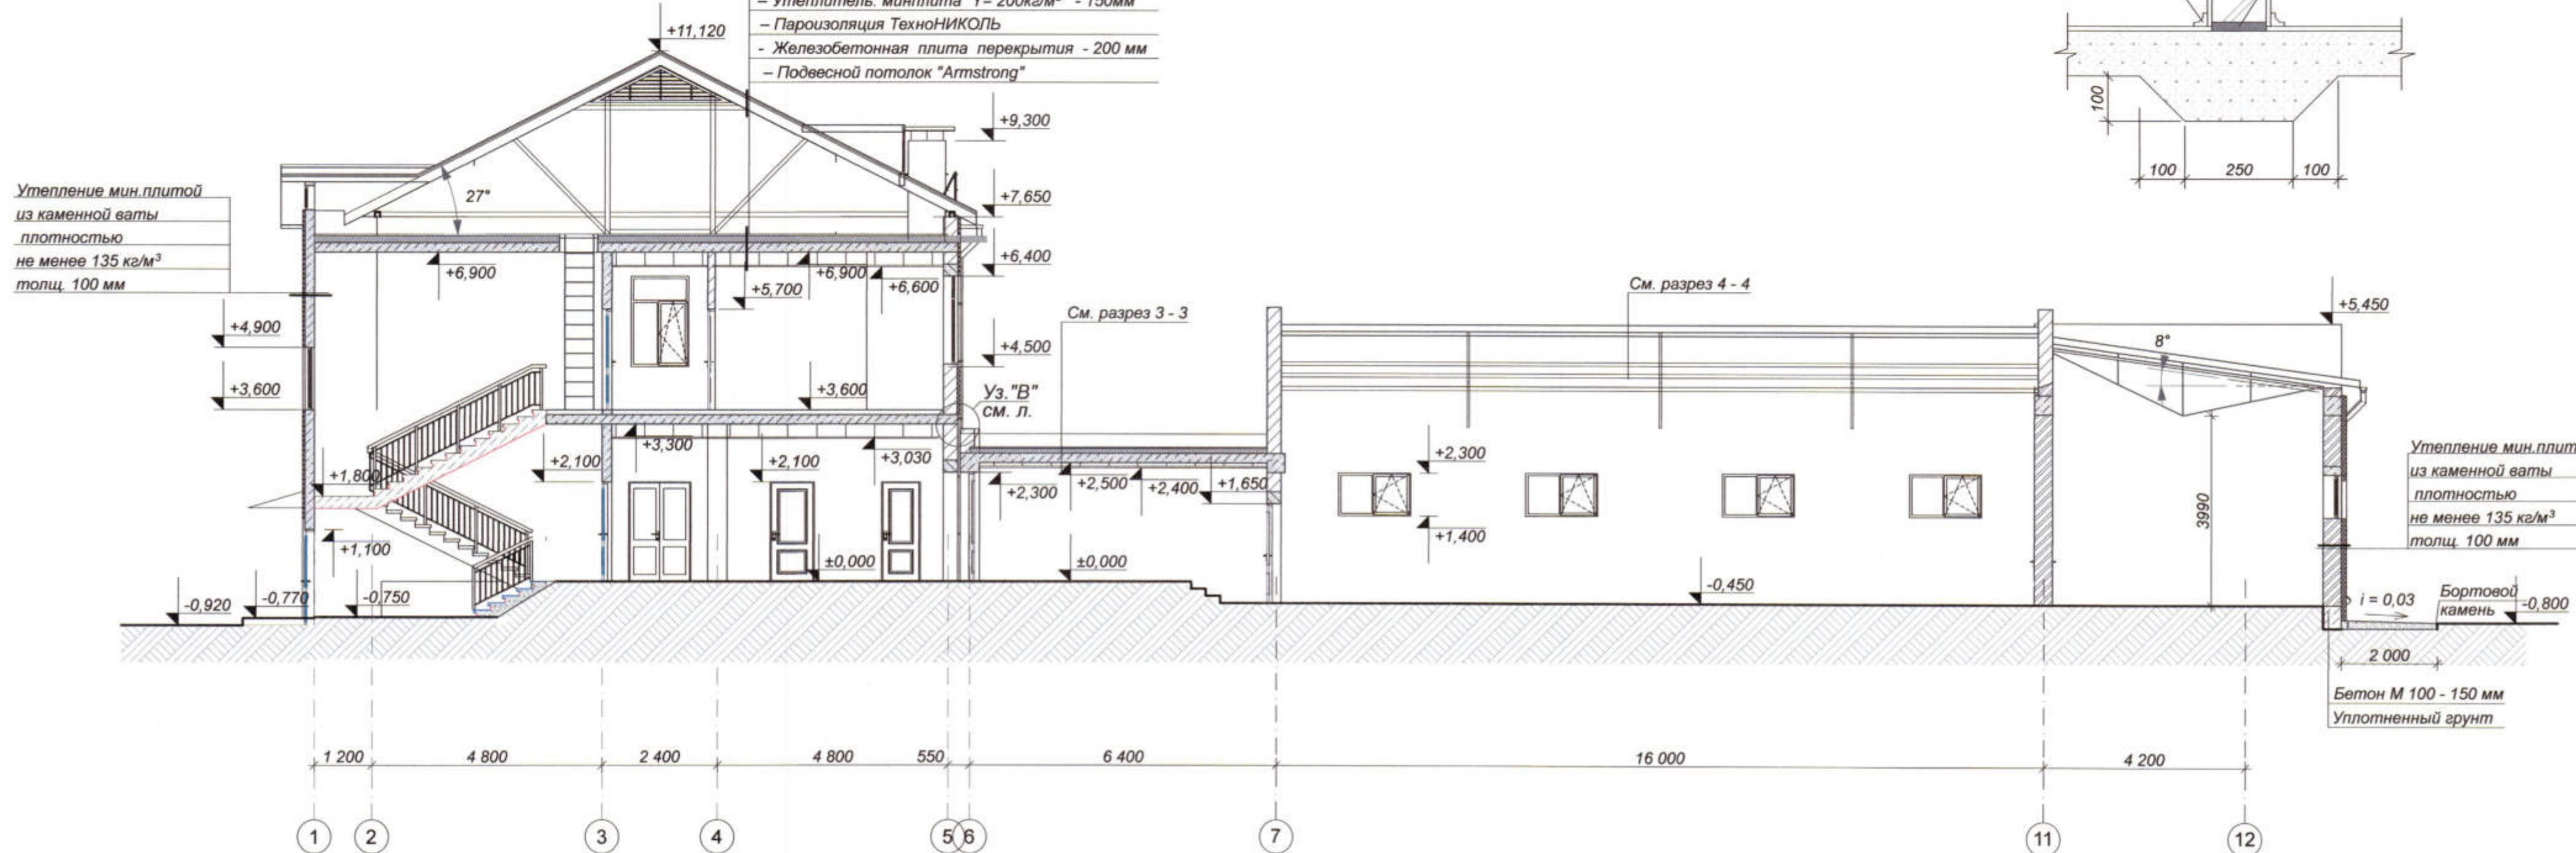 – Утеплитель: минплита Y= 200кг/м³ - 150мм
– Пароизоляция ТехноНИКОЛЬ
- Железобетонная плита перекрытия - 200 мм
– Подвесной потолок "Armstrong"
+11,120
+9,300
+7,650
+6,400
27°
100
100 250 100
Утепление мин.плитой
из каменной ваты
плотностью
не менее 135 кг/м³
толщ. 100 мм
+6,900
+6,900
+6,600
+5,700
+4,900
+4,500
+3,600
+3,600
Уз."В"
см. л.
См. разрез 3 - 3
См. разрез 4 - 4
+5,450
8°
+3,300
+3,030
+2,100
+2,100
+1,800
+1,100
+2,300
+2,500
+2,400
+1,650
+2,300
+1,400
3990
±0,000
±0,000
-0,450
-0,920
-0,770
-0,750
Утепление мин.плит
из каменной ваты
плотностью
не менее 135 кг/м³
толщ. 100 мм
i = 0,03
Бортовой
камень
-0,800
2 000
Бетон М 100 - 150 мм
Уплотненный грунт
1 200 4 800 2 400 4 800 550 6 400 16 000 4 200
1 2 3 4 5 6 7 11 12